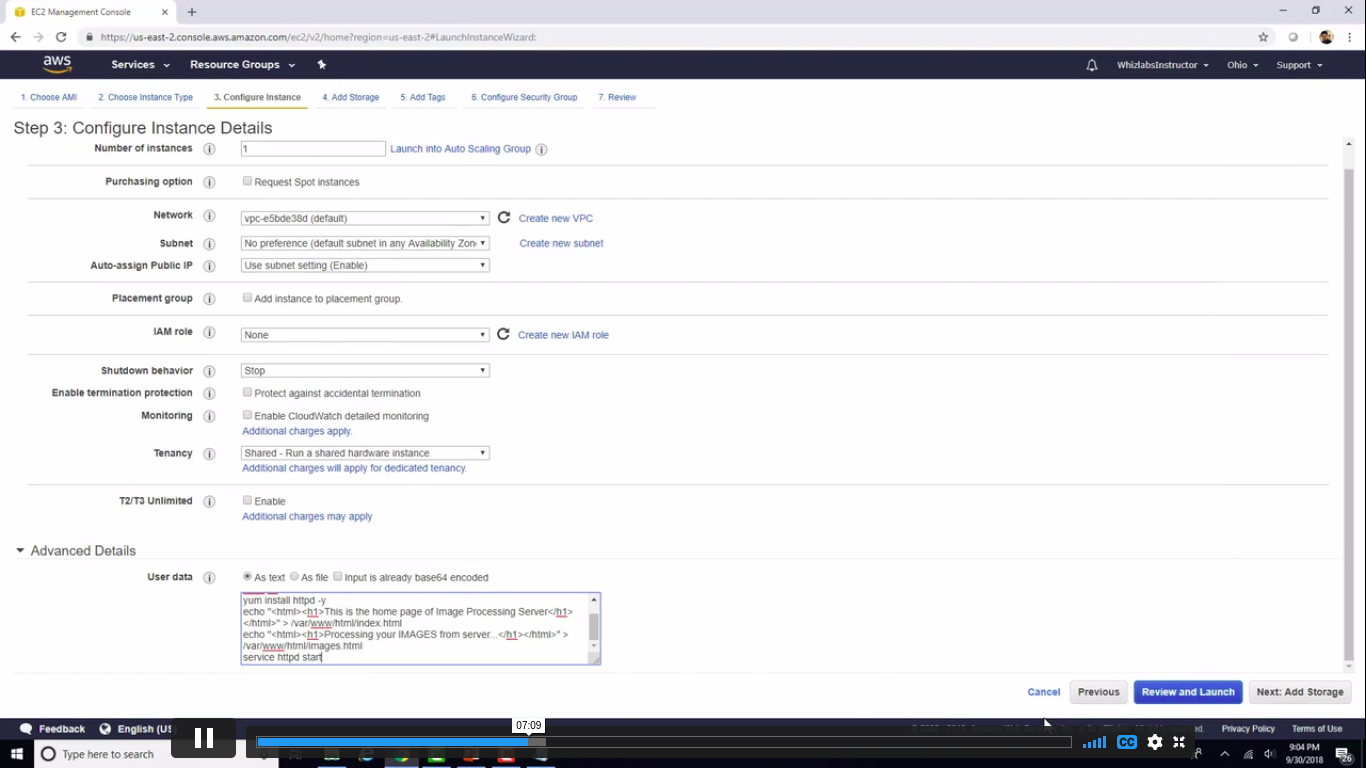 EC2 Management Console
https://us-east-2.console.aws.amazon.com/ec2/v2/home?region=us-east-2#LaunchInstanceWizard:
aws Services Resource Groups WhizlabsInstructor Ohio Support
1. Choose AMI 2. Choose Instance Type 3. Configure Instance 4. Add Storage 5. Add Tags 6. Configure Security Group 7. Review
Step 3: Configure Instance Details
Number of instances 1 Launch into Auto Scaling Group
Purchasing option Request Spot instances
Network vpc-e5bde38d (default) Create new VPC
Subnet No preference (default subnet in any Availability Zon Create new subnet
Auto-assign Public IP Use subnet setting (Enable)
Placement group Add instance to placement group.
IAM role None Create new IAM role
Shutdown behavior Stop
Enable termination protection Protect against accidental termination
Monitoring Enable CloudWatch detailed monitoring
Additional charges apply.
Tenancy Shared - Run a shared hardware instance
Additional charges will apply for dedicated tenancy.
T2/T3 Unlimited Enable
Additional charges may apply
Advanced Details
User data As text As file Input is already base64 encoded
yum install httpd -y
echo "<html><h1>This is the home page of Image Processing Server</h1>
</html>" > /var/www/html/index.html
echo "<html><h1>Processing your IMAGES from server...</h1></html>" >
/var/www/html/images.html
service httpd start
Cancel Previous Review and Launch Next: Add Storage
Feedback English (US Privacy Policy Terms of Use
07:09
CC
Type here to search
9:04 PM
9/30/2018
26